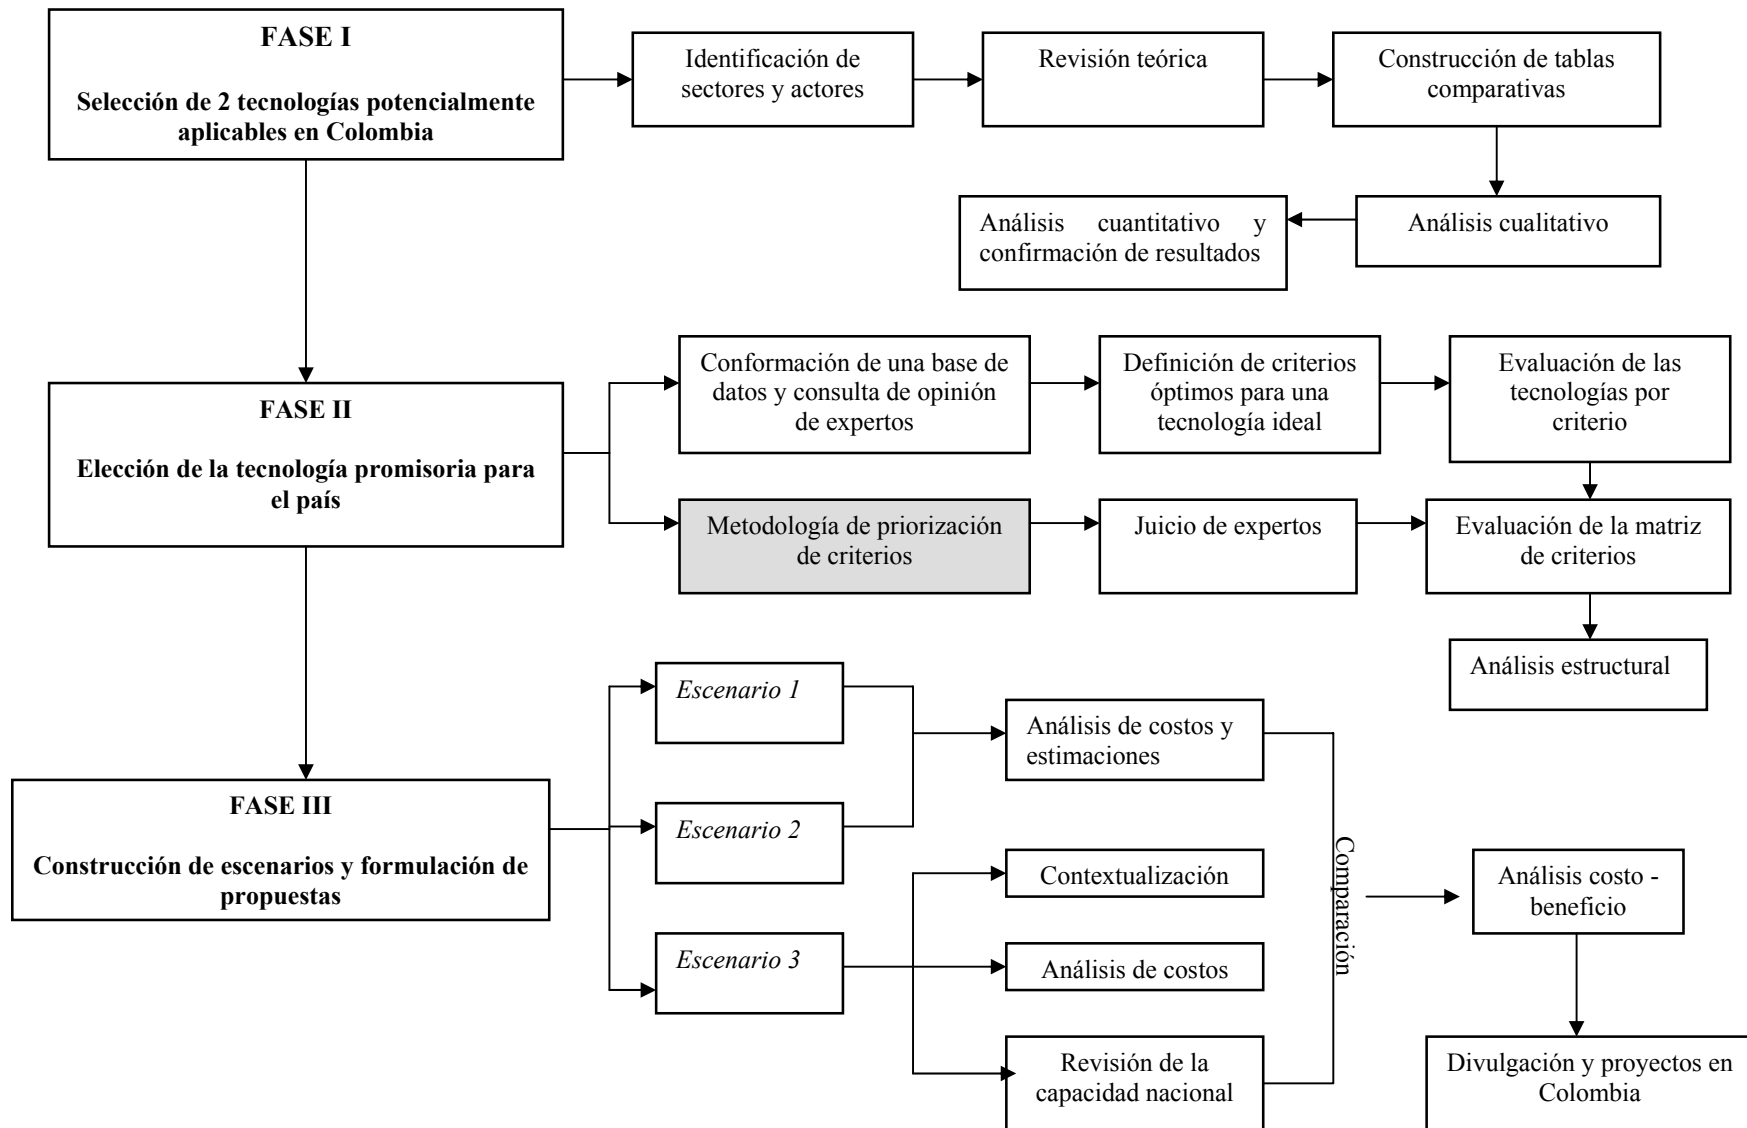 FASE I
Selección de 2 tecnologías potencialmente
aplicables en Colombia
Identificación de
sectores y actores
Revisión teórica
Construcción de tablas
comparativas
Análisis cualitativo
Análisis cuantitativo y
confirmación de resultados
FASE II
Elección de la tecnología promisoria para
el país
Conformación de una base de
datos y consulta de opinión
de expertos
Definición de criterios
óptimos para una
tecnología ideal
Evaluación de las
tecnologías por
criterio
Metodología de priorización
de criterios
Juicio de expertos
Evaluación de la matriz
de criterios
Análisis estructural
FASE III
Construcción de escenarios y formulación de
propuestas
Escenario 1
Escenario 2
Escenario 3
Análisis de costos y
estimaciones
Contextualización
Análisis de costos
Revisión de la
capacidad nacional
Comparación
Análisis costo -
beneficio
Divulgación y proyectos en
Colombia